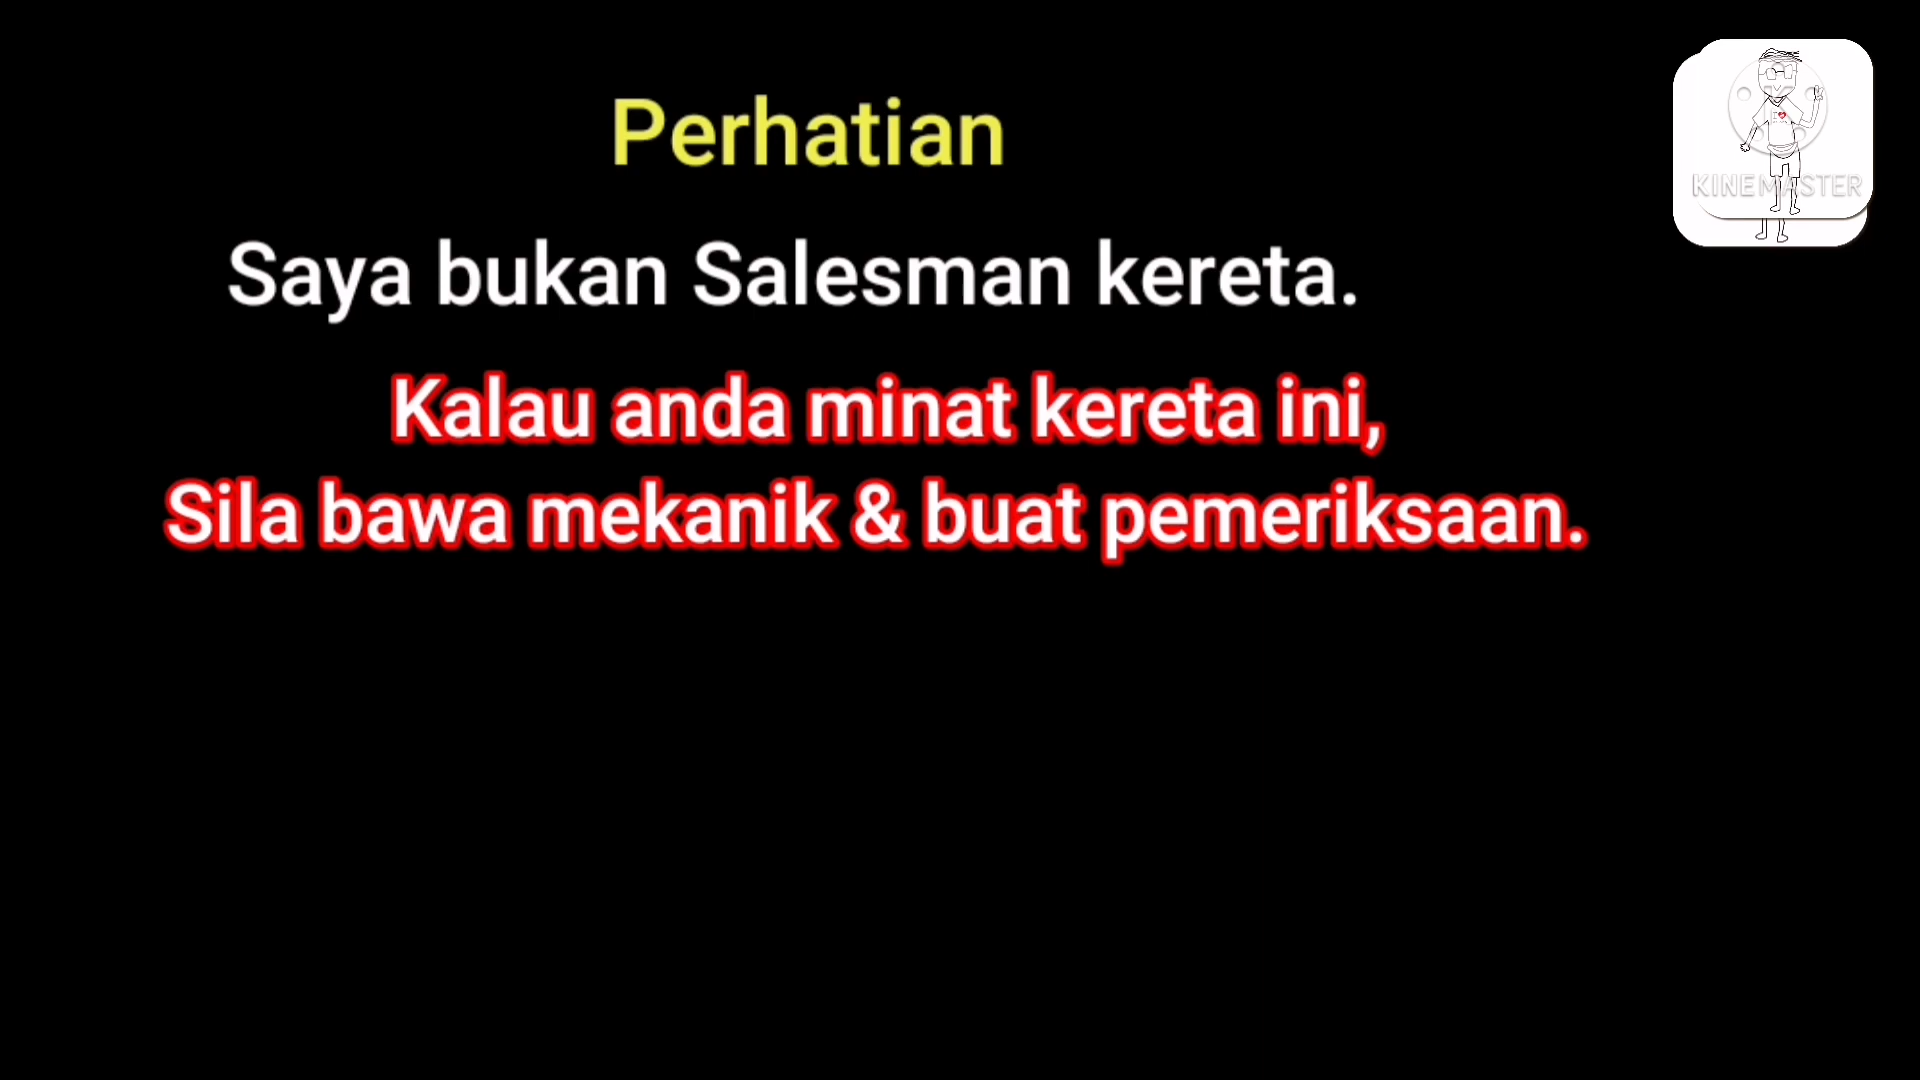 Perhatian
Saya bukan Salesman kereta.
Kalau anda minat kereta ini,
Sila bawa mekanik & buat pemeriksaan.
KINEMASTER